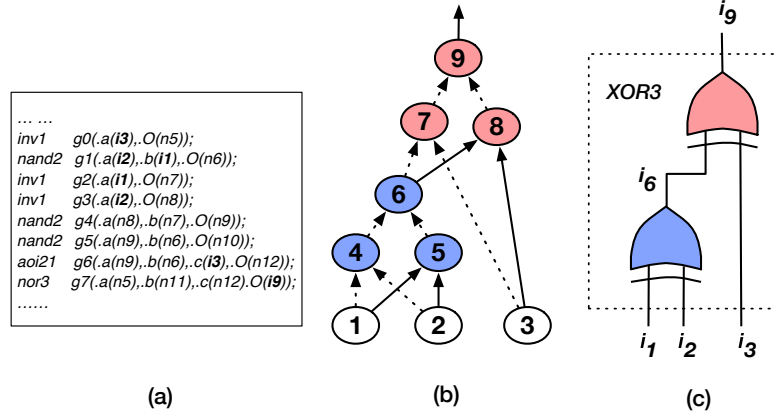 ... ...
inv1 g0(.a(i3),.O(n5));
nand2 g1(.a(i2),.b(i1),.O(n6));
inv1 g2(.a(i1),.O(n7));
inv1 g3(.a(i2),.O(n8));
nand2 g4(.a(n8),.b(n7),.O(n9));
nand2 g5(.a(n9),.b(n6),.O(n10));
aoi21 g6(.a(n9),.b(n6),.c(i3),.O(n12));
nor3 g7(.a(n5),.b(n11),.c(n12).O(i9));
......
(a)
9
7
8
6
4
5
1
2
3
(b)
i9
XOR3
i6
i1
i2
i3
(c)